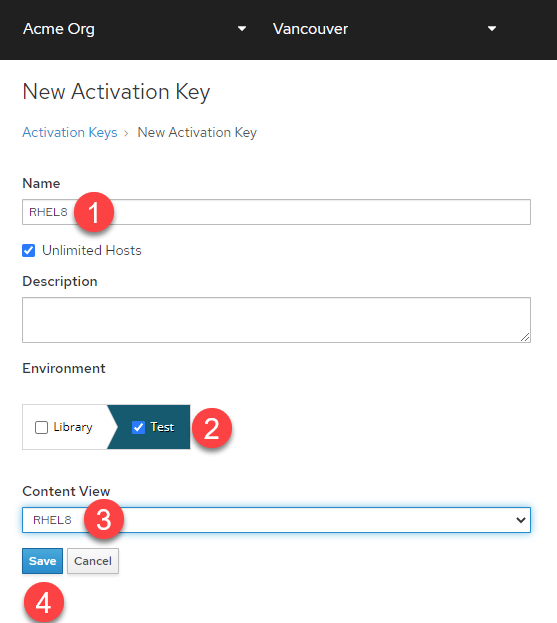 Acme Org Vancouver
New Activation Key
Activation Keys › New Activation Key
Name
RHEL8 1
Unlimited Hosts
Description
Environment
Library Test 2
Content View
RHEL8 3
Save Cancel
4